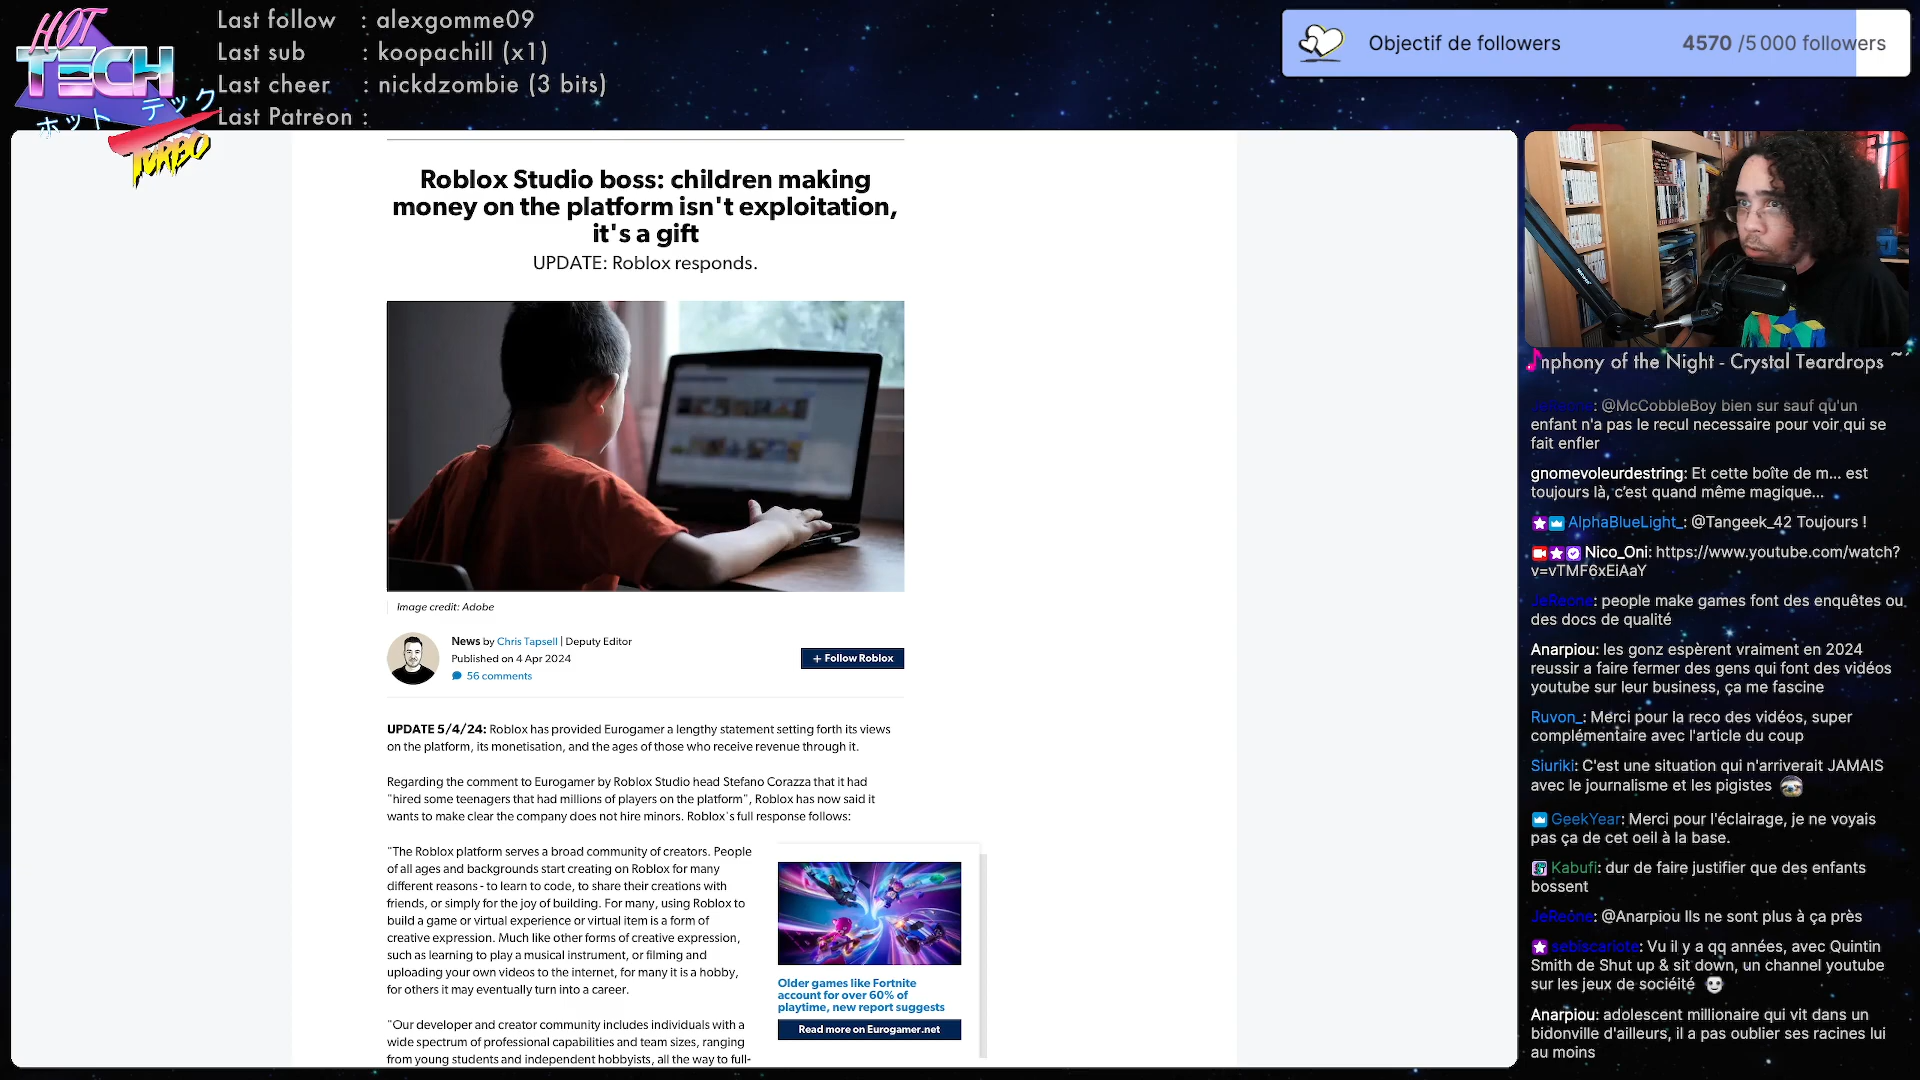 HOT
TECH
ホット テック
TURBO
Last follow : alexgomme09
Last sub : koopachill (x1)
Last cheer : nickdzombie (3 bits)
Last Patreon :
Objectif de followers
4570 /5 000 followers
Roblox Studio boss: children making
money on the platform isn't exploitation,
it's a gift
UPDATE: Roblox responds.
Image credit: Adobe
News by Chris Tapsell | Deputy Editor
Published on 4 Apr 2024
56 comments
+ Follow Roblox
UPDATE 5/4/24: Roblox has provided Eurogamer a lengthy statement setting forth its views
on the platform, its monetisation, and the ages of those who receive revenue through it.
Regarding the comment to Eurogamer by Roblox Studio head Stefano Corazza that it had
"hired some teenagers that had millions of players on the platform", Roblox has now said it
wants to make clear the company does not hire minors. Roblox's full response follows:
"The Roblox platform serves a broad community of creators. People
of all ages and backgrounds start creating on Roblox for many
different reasons - to learn to code, to share their creations with
friends, or simply for the joy of building. For many, using Roblox to
build a game or virtual experience or virtual item is a form of
creative expression. Much like other forms of creative expression,
such as learning to play a musical instrument, or filming and
uploading your own videos to the internet, for many it is a hobby,
for others it may eventually turn into a career.
"Our developer and creator community includes individuals with a
wide spectrum of professional capabilities and team sizes, ranging
from young students and independent hobbyists, all the way to full-
Older games like Fortnite
account for over 60% of
playtime, new report suggests
Read more on Eurogamer.net
mphony of the Night - Crystal Teardrops ~
JeReone: @McCobbleBoy bien sur sauf qu'un
enfant n'a pas le recul necessaire pour voir qui se
fait enfler
gnomevoleurdestring: Et cette boîte de m... est
toujours là, c'est quand même magique...
AlphaBlueLight_: @Tangeek_42 Toujours !
Nico_Oni: https://www.youtube.com/watch?
v=vTMF6xEiAaY
JeReone: people make games font des enquêtes ou
des docs de qualité
Anarpiou: les gonz espèrent vraiment en 2024
reussir a faire fermer des gens qui font des vidéos
youtube sur leur business, ça me fascine
Ruvon_: Merci pour la reco des vidéos, super
complémentaire avec l'article du coup
Siuriki: C'est une situation qui n'arriverait JAMAIS
avec le journalisme et les pigistes
GeekYear: Merci pour l'éclairage, je ne voyais
pas ça de cet oeil à la base.
Kabufi: dur de faire justifier que des enfants
bossent
JeReone: @Anarpiou Ils ne sont plus à ça près
sebiscariote: Vu il y a qq années, avec Quintin
Smith de Shut up & sit down, un channel youtube
sur les jeux de sociéité
Anarpiou: adolescent millionaire qui vit dans un
bidonville d'ailleurs, il a pas oublier ses racines lui
au moins